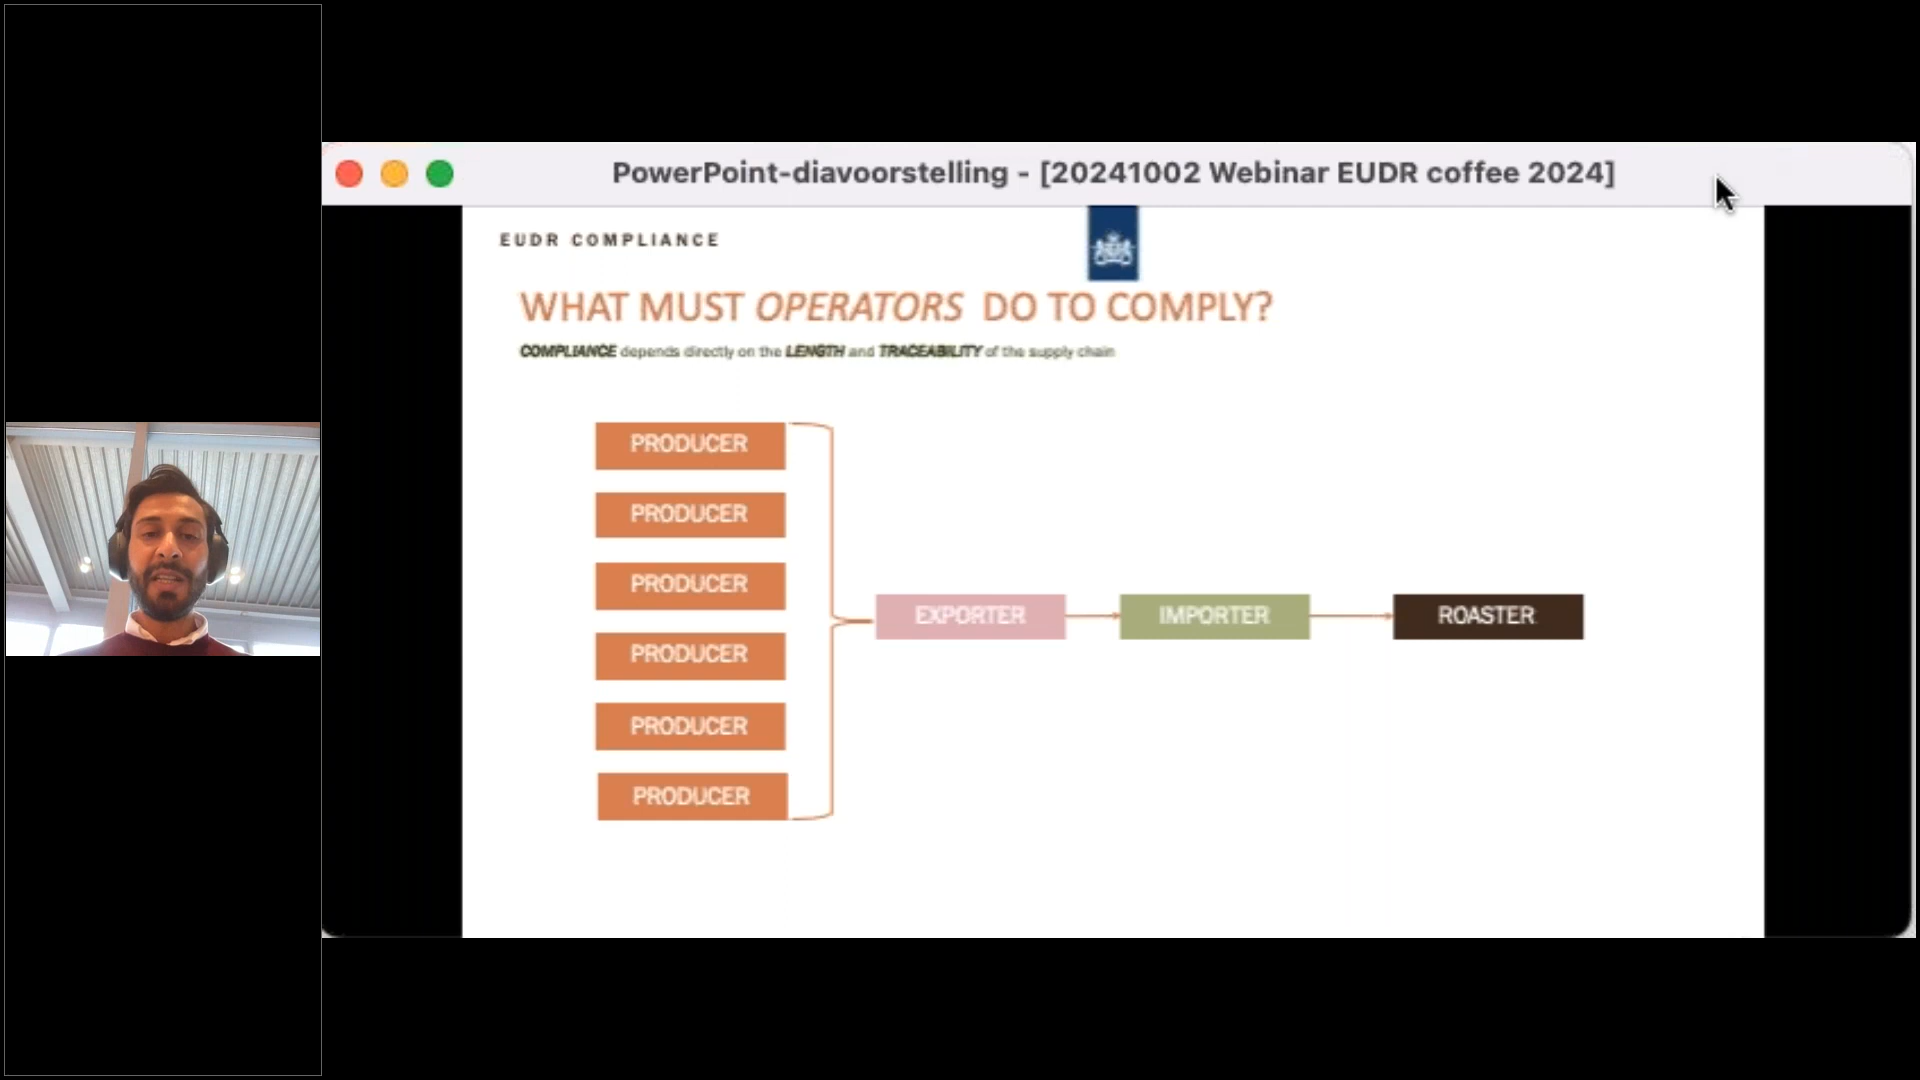 PowerPoint-diavoorstelling - [20241002 Webinar EUDR coffee 2024]
EUDR COMPLIANCE
WHAT MUST OPERATORS DO TO COMPLY?
COMPLIANCE depends directly on the LENGTH and TRACEABILITY of the supply chain
PRODUCER
PRODUCER
PRODUCER
PRODUCER
PRODUCER
PRODUCER
EXPORTER
IMPORTER
ROASTER